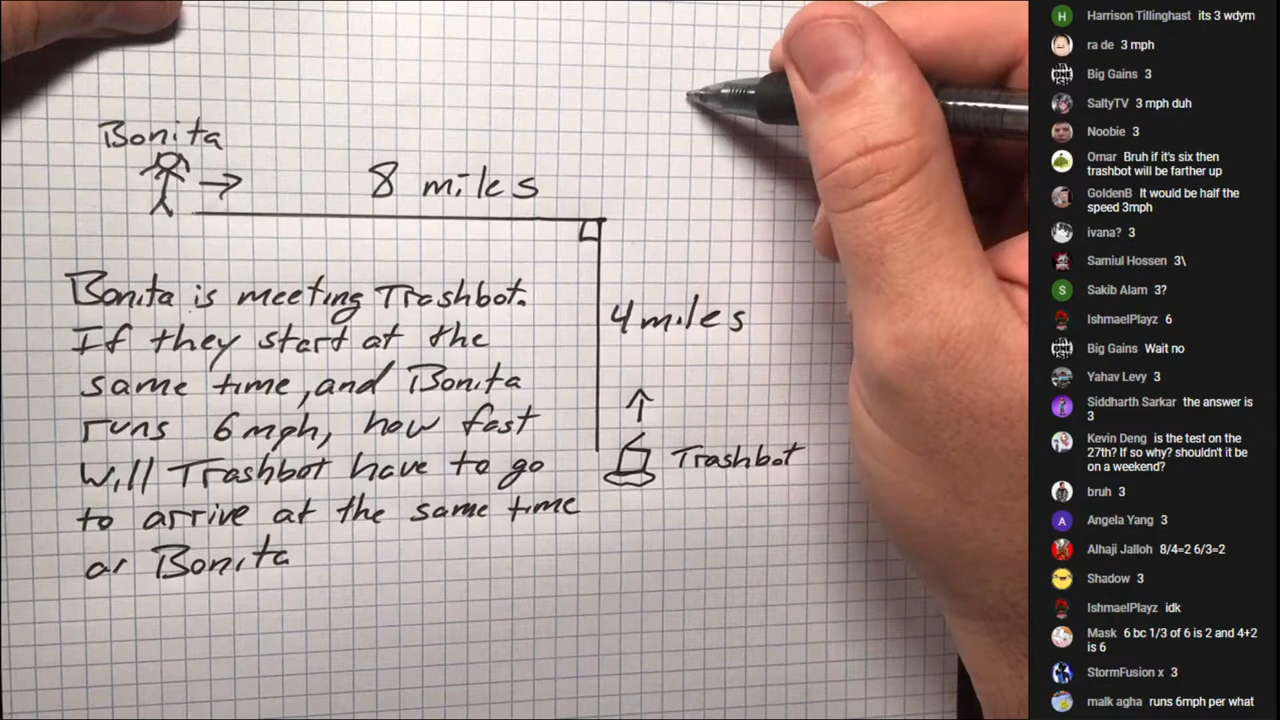 Bonita
8 miles
Bonita is meeting Trashbot.
If they start at the
same time, and Bonita
runs 6mph, how fast
will Trashbot have to go
to arrive at the same time
as Bonita
4 miles
Trashbot
Harrison Tillinghast its 3 wdym
ra de 3 mph
Big Gains 3
SaltyTV 3 mph duh
Noobie 3
Omar Bruh if it's six then
trashbot will be farther up
GoldenB It would be half the
speed 3mph
ivana? 3
Samiul Hossen 3\
Sakib Alam 3?
IshmaelPlayz 6
Big Gains Wait no
Yahav Levy 3
Siddharth Sarkar the answer is
3
Kevin Deng is the test on the
27th? If so why? shouldn't it be
on a weekend?
bruh 3
Angela Yang 3
Alhaji Jalloh 8/4=2 6/3=2
Shadow 3
IshmaelPlayz idk
Mask 6 bc 1/3 of 6 is 2 and 4+2
is 6
StormFusion x 3
malk agha runs 6mph per what